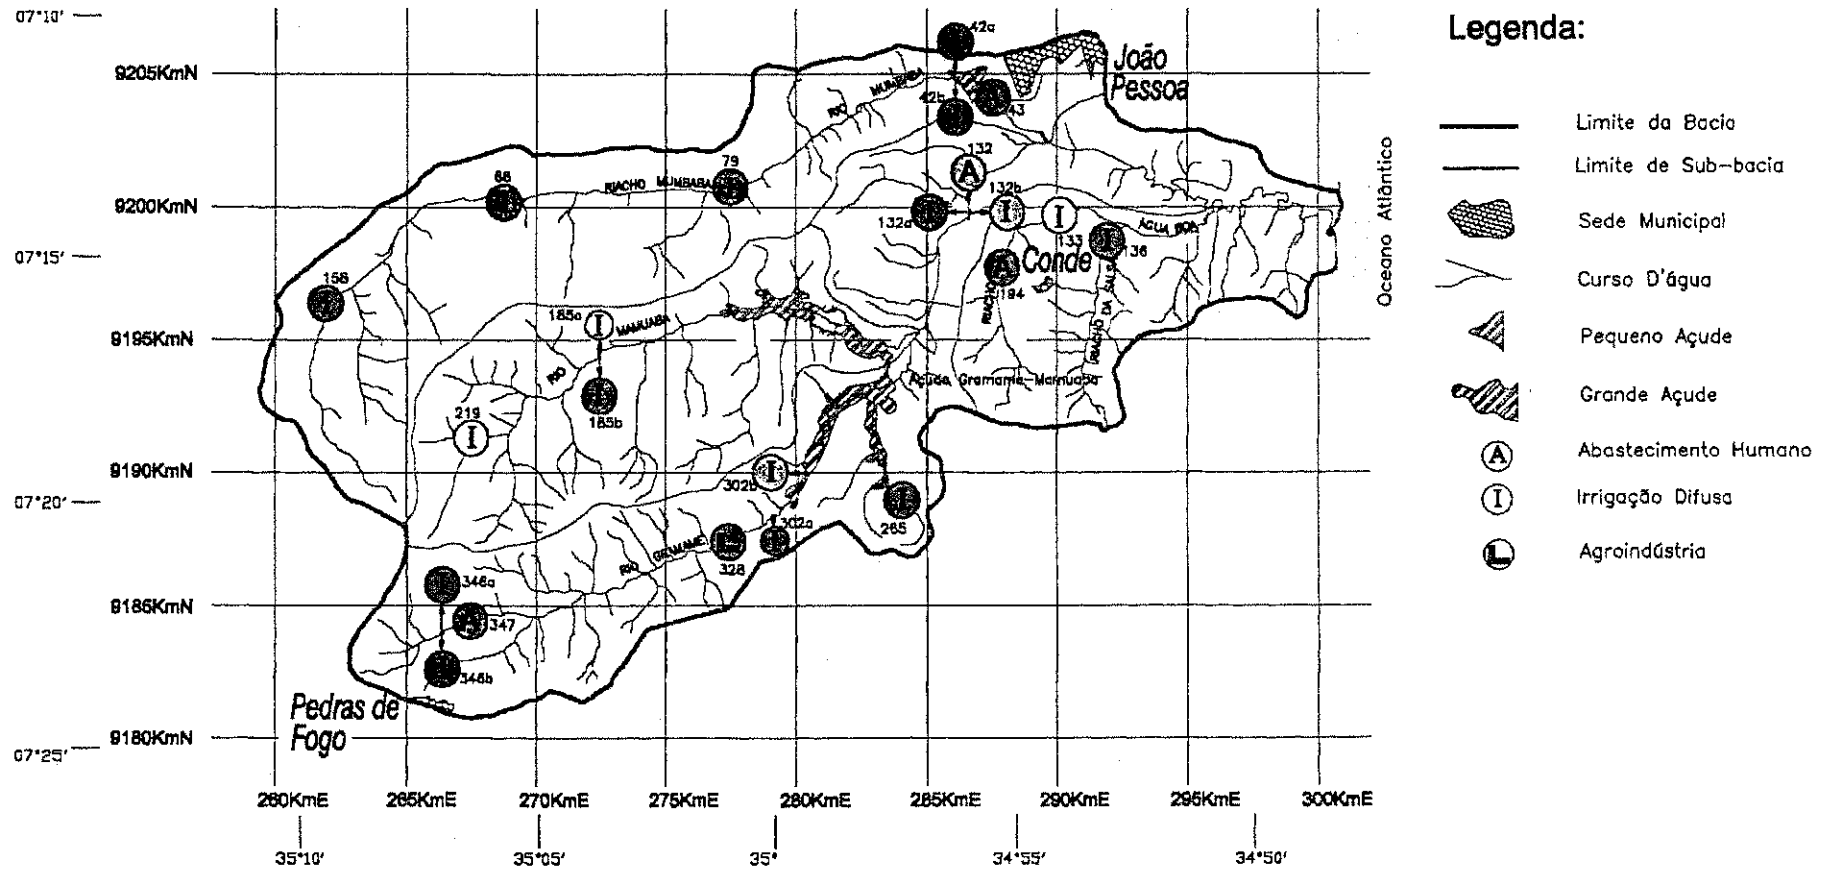 07°10'
9205KmN
9200KmN
07°15'
9195KmN
9190KmN
07°20'
9185KmN
9180KmN
07°25'
42a
42b
43
João
Pessoa
RIO MUMBABA
79
RIACHO MUMBABA
132
A
132b
I
132a
I
133
ÁGUA BOA
136
Conde
194
RIACHO
RIACHO DA SALSA
Oceano Atlântico
158
185a
I
MAMUABA
RIO
185b
I
219
I
Açude Gramame-Mamuaba
302b
I
302a
265
I
328
RIO GRAMAME
346a
347
A
346b
Pedras de
Fogo
260KmE 265KmE 270KmE 275KmE 280KmE 285KmE 290KmE 295KmE 300KmE
35°10' 35°05' 35° 34°55' 34°50'
Legenda:
Limite da Bacia
Limite de Sub-bacia
Sede Municipal
Curso D'água
Pequeno Açude
Grande Açude
A Abastecimento Humano
I Irrigação Difusa
L Agroindústria